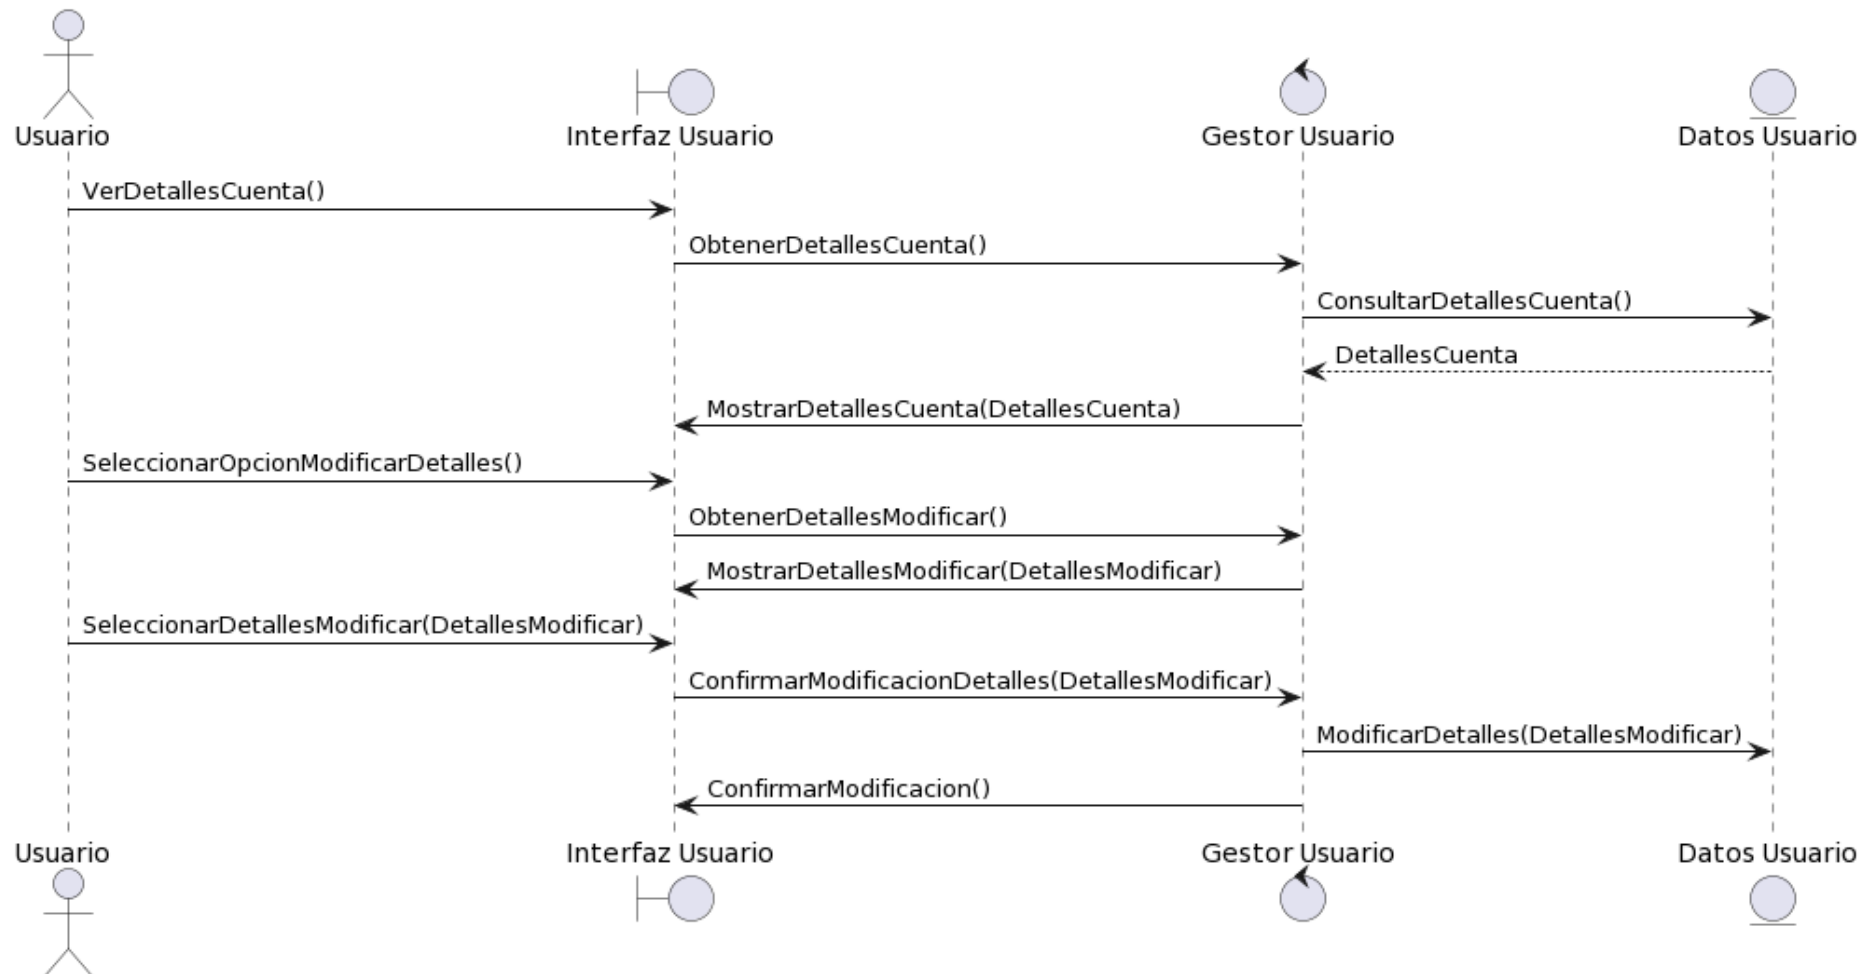 Usuario
Interfaz Usuario
Gestor Usuario
Datos Usuario
VerDetallesCuenta()
ObtenerDetallesCuenta()
ConsultarDetallesCuenta()
DetallesCuenta
MostrarDetallesCuenta(DetallesCuenta)
SeleccionarOpcionModificarDetalles()
ObtenerDetallesModificar()
MostrarDetallesModificar(DetallesModificar)
SeleccionarDetallesModificar(DetallesModificar)
ConfirmarModificacionDetalles(DetallesModificar)
ModificarDetalles(DetallesModificar)
ConfirmarModificacion()
Usuario
Interfaz Usuario
Gestor Usuario
Datos Usuario